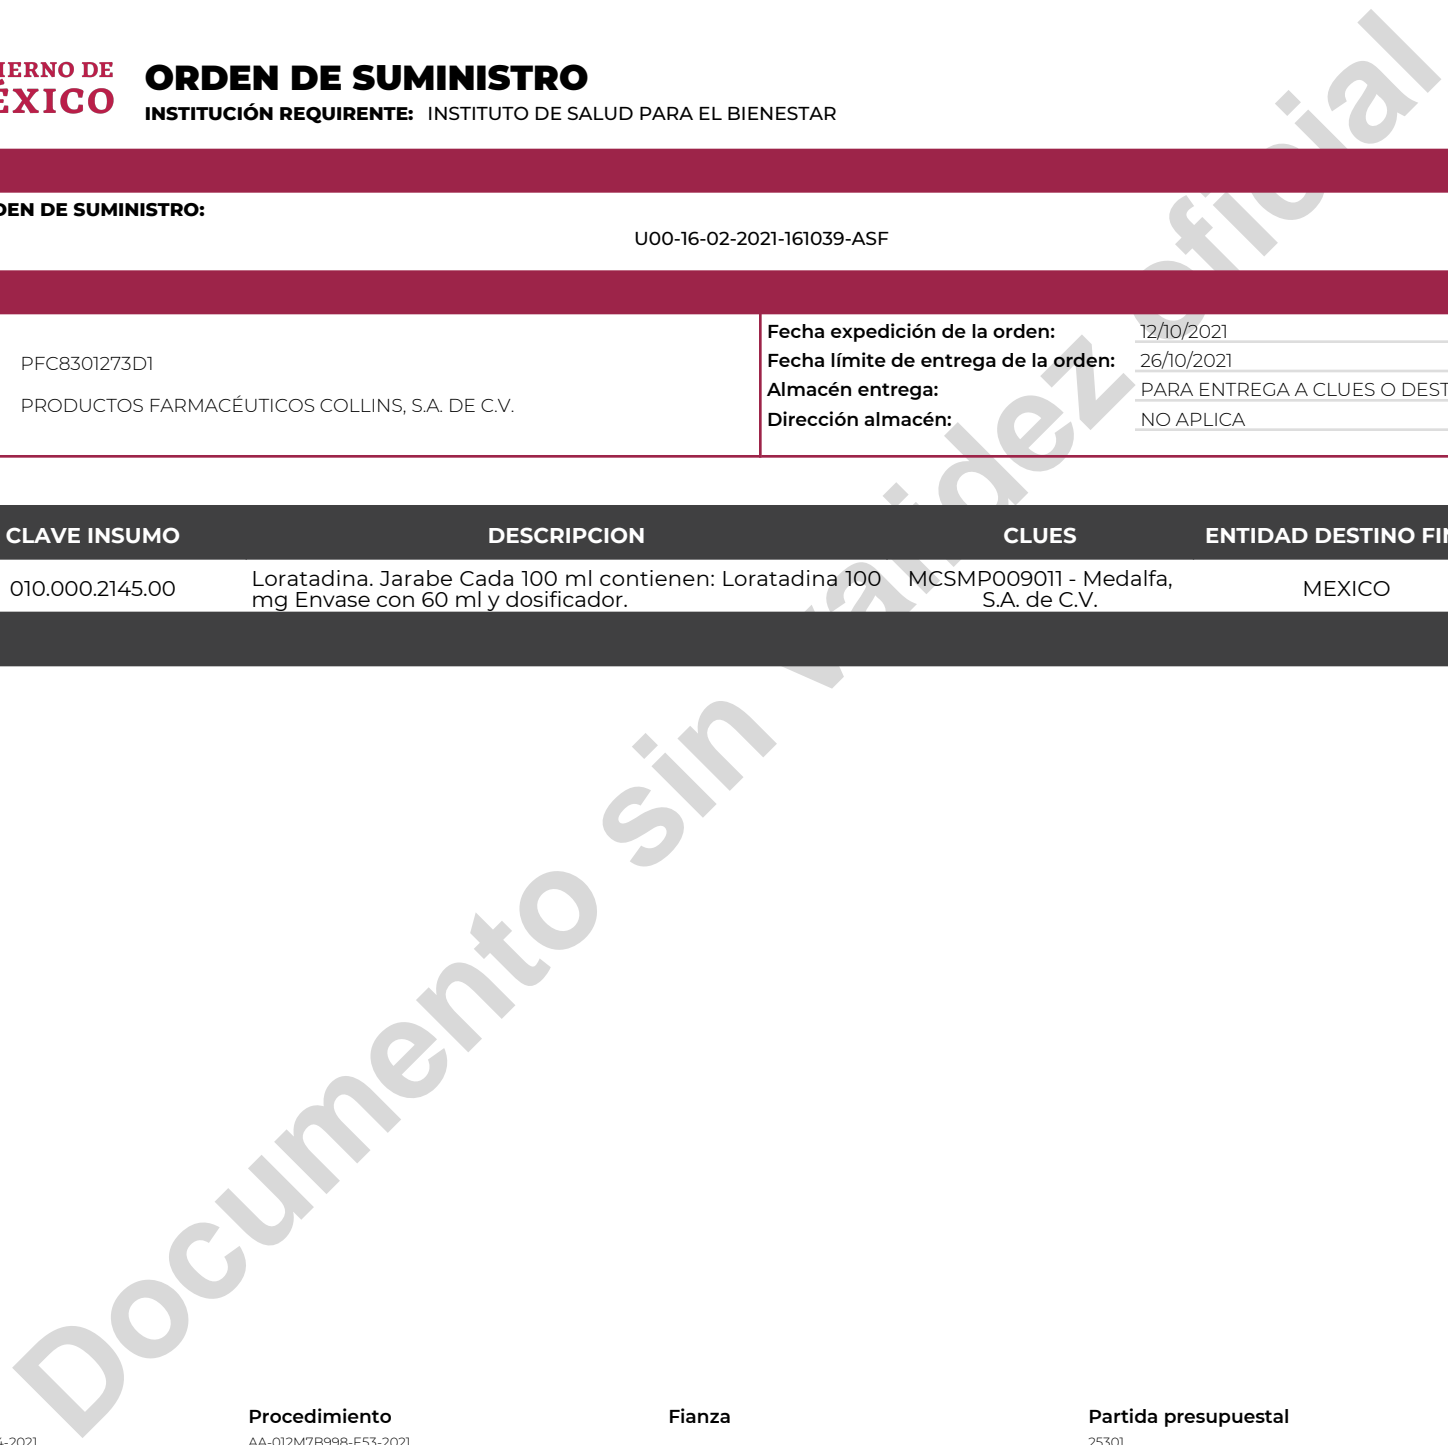 IERNO DE
ÉXICO
ORDEN DE SUMINISTRO
INSTITUCIÓN REQUIRENTE: INSTITUTO DE SALUD PARA EL BIENESTAR
DEN DE SUMINISTRO:
U00-16-02-2021-161039-ASF
PFC8301273D1
PRODUCTOS FARMACÉUTICOS COLLINS, S.A. DE C.V.
Fecha expedición de la orden: 12/10/2021
Fecha límite de entrega de la orden: 26/10/2021
Almacén entrega: PARA ENTREGA A CLUES O DEST
Dirección almacén: NO APLICA
CLAVE INSUMO DESCRIPCION CLUES ENTIDAD DESTINO FIN
010.000.2145.00
Loratadina. Jarabe Cada 100 ml contienen: Loratadina 100
mg Envase con 60 ml y dosificador.
MCSMP009011 - Medalfa,
S.A. de C.V.
MEXICO
Documento sin validez oficial
Procedimiento Fianza Partida presupuestal
-2021 AA-012M7B998-E53-2021 25301